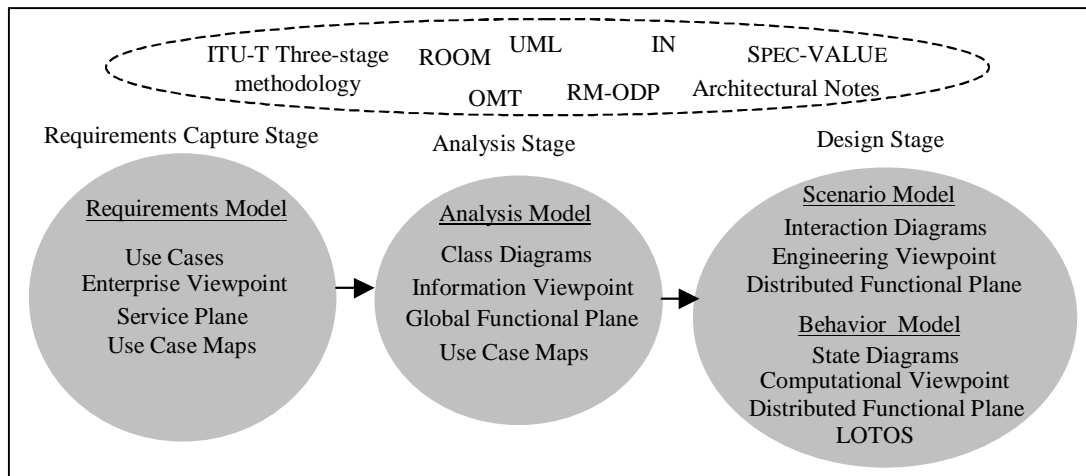 ITU-T Three-stage
methodology
ROOM
UML
IN
SPEC-VALUE
OMT
RM-ODP
Architectural Notes
Requirements Capture Stage
Analysis Stage
Design Stage
Requirements Model
Use Cases
Enterprise Viewpoint
Service Plane
Use Case Maps
Analysis Model
Class Diagrams
Information Viewpoint
Global Functional Plane
Use Case Maps
Scenario Model
Interaction Diagrams
Engineering Viewpoint
Distributed Functional Plane
Behavior Model
State Diagrams
Computational Viewpoint
Distributed Functional Plane
LOTOS